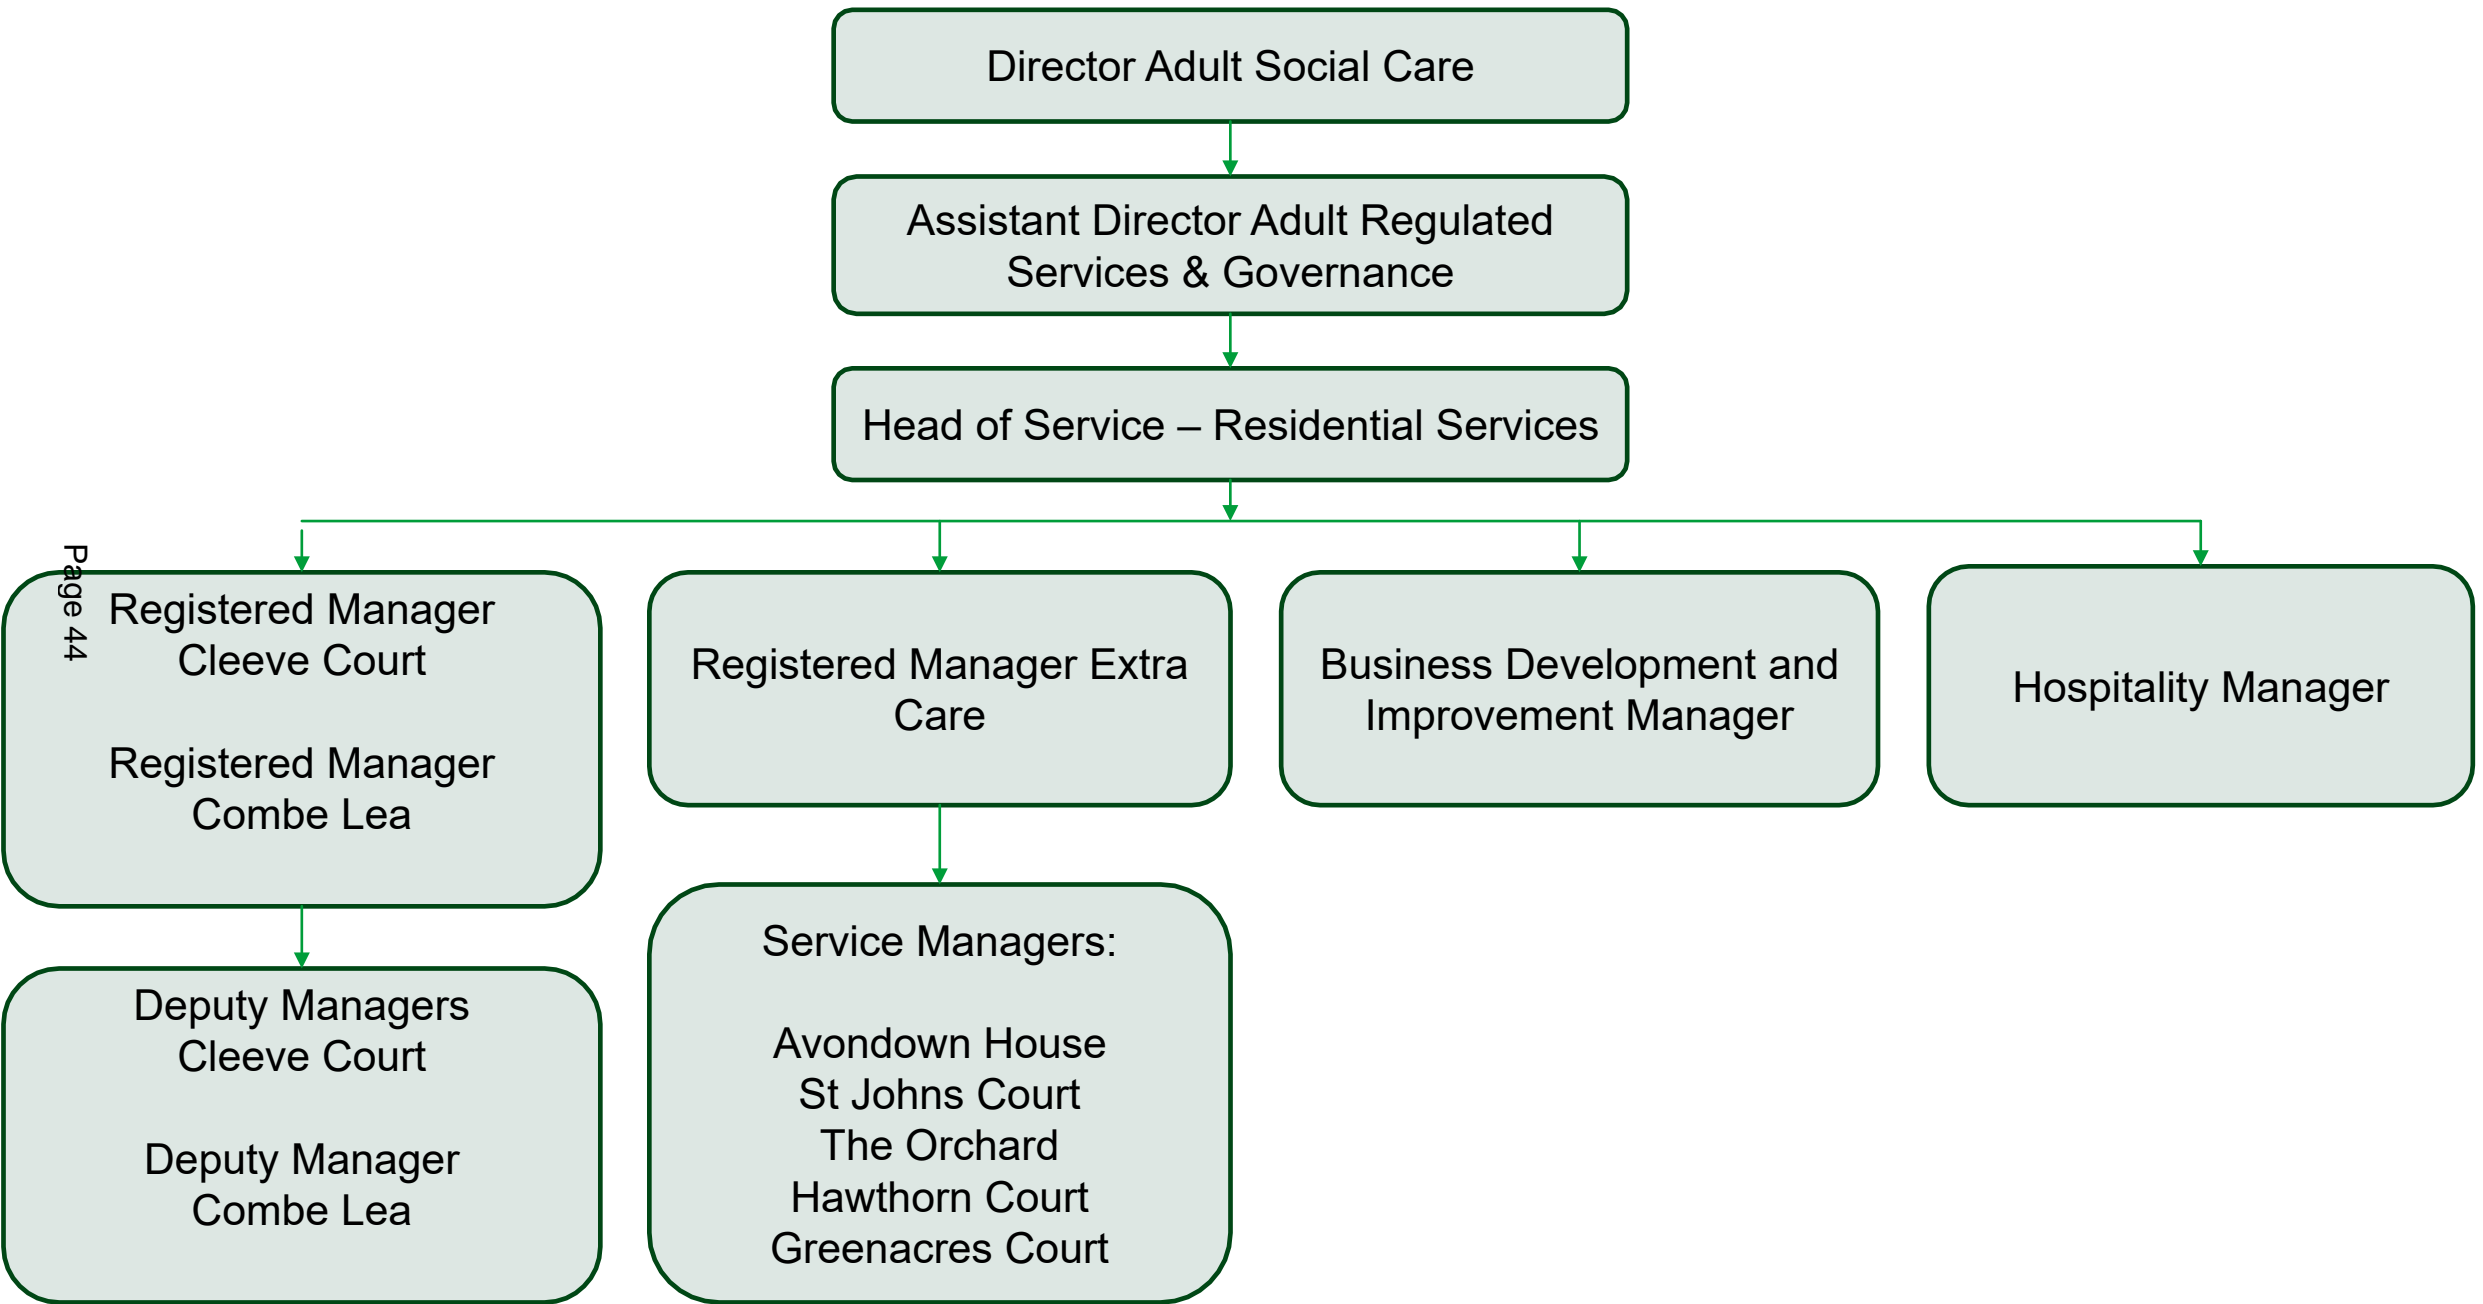 Director Adult Social Care
Assistant Director Adult Regulated
Services & Governance
Head of Service – Residential Services
Page 44
Registered Manager
Cleeve Court
Registered Manager
Combe Lea
Registered Manager Extra
Care
Business Development and
Improvement Manager
Hospitality Manager
Deputy Managers
Cleeve Court
Deputy Manager
Combe Lea
Service Managers:
Avondown House
St Johns Court
The Orchard
Hawthorn Court
Greenacres Court